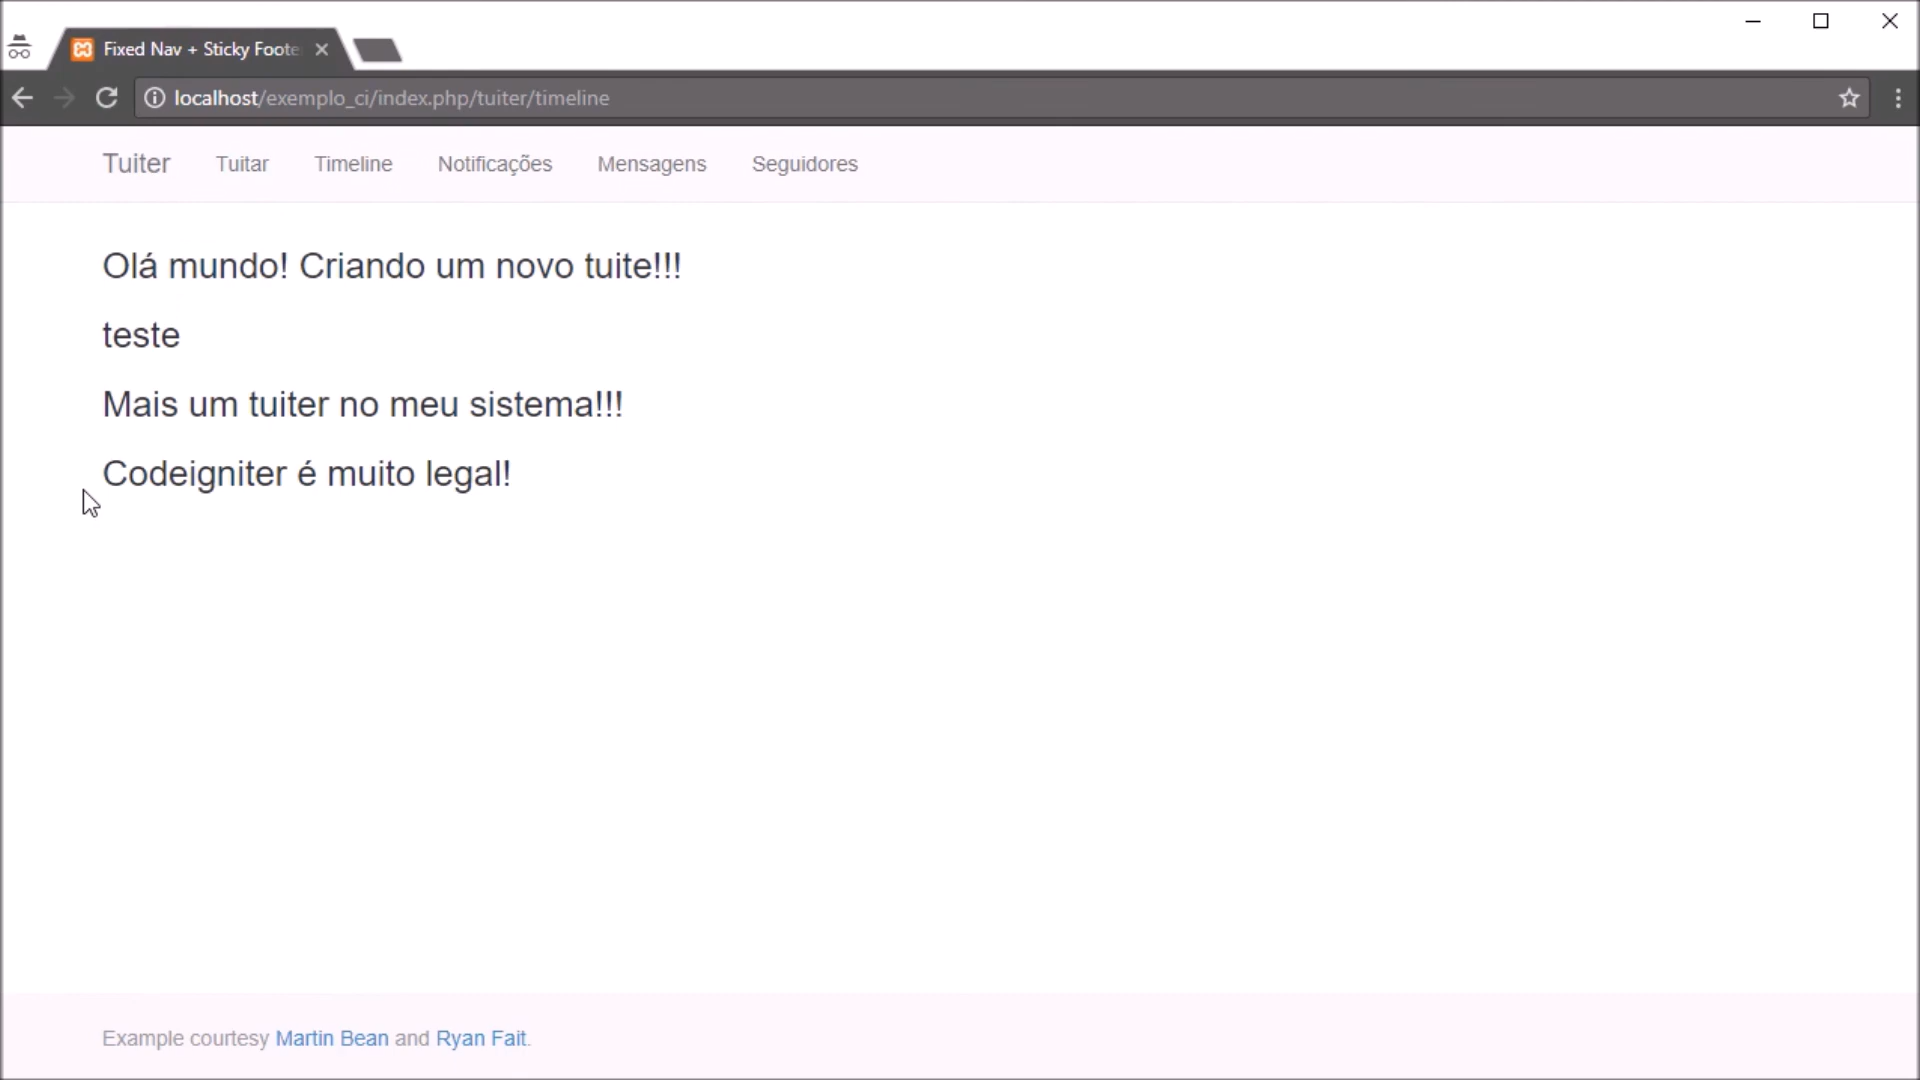 Fixed Nav + Sticky Foote
localhost/exemplo_ci/index.php/tuiter/timeline
Tuiter Tuitar Timeline Notificações Mensagens Seguidores
Olá mundo! Criando um novo tuite!!!
teste
Mais um tuiter no meu sistema!!!
Codeigniter é muito legal!
Example courtesy Martin Bean and Ryan Fait.